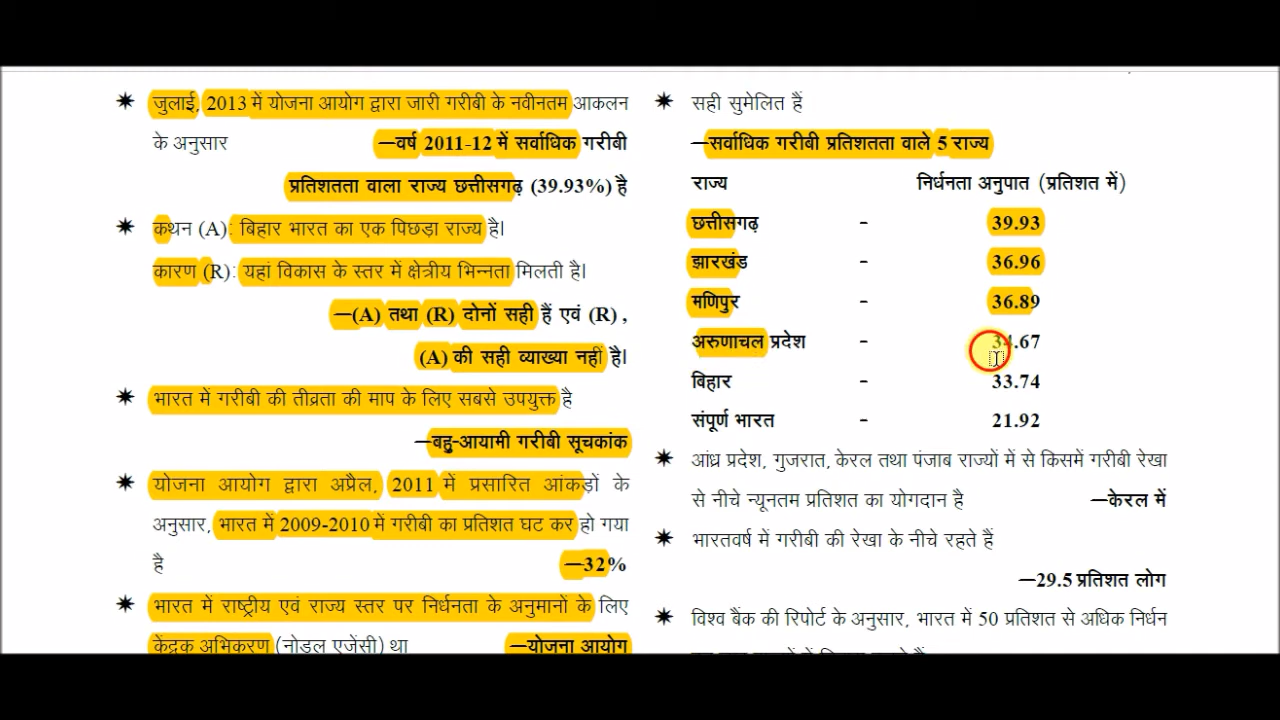 ✶ जुलाई, 2013 में योजना आयोग द्वारा जारी गरीबी के नवीनतम आकलन
के अनुसार —वर्ष 2011-12 में सर्वाधिक गरीबी
प्रतिशतता वाला राज्य छत्तीसगढ़ (39.93%) है
✶ कथन (A): बिहार भारत का एक पिछड़ा राज्य है।
कारण (R): यहां विकास के स्तर में क्षेत्रीय भिन्नता मिलती है।
—(A) तथा (R) दोनों सही हैं एवं (R) ,
(A) की सही व्याख्या नहीं है।
✶ भारत में गरीबी की तीव्रता की माप के लिए सबसे उपयुक्त है
—बहु-आयामी गरीबी सूचकांक
✶ योजना आयोग द्वारा अप्रैल, 2011 में प्रसारित आंकड़ों के
अनुसार, भारत में 2009-2010 में गरीबी का प्रतिशत घट कर हो गया
है —32%
✶ भारत में राष्ट्रीय एवं राज्य स्तर पर निर्धनता के अनुमानों के लिए
केंद्रक अभिकरण (नोडल एजेंसी) था —योजना आयोग
✶ सही सुमेलित हैं
—सर्वाधिक गरीबी प्रतिशतता वाले 5 राज्य
राज्य निर्धनता अनुपात (प्रतिशत में)
छत्तीसगढ़ - 39.93
झारखंड - 36.96
मणिपुर - 36.89
अरुणाचल प्रदेश - 34.67
बिहार - 33.74
संपूर्ण भारत - 21.92
✶ आंध्र प्रदेश, गुजरात, केरल तथा पंजाब राज्यों में से किसमें गरीबी रेखा
से नीचे न्यूनतम प्रतिशत का योगदान है —केरल में
✶ भारतवर्ष में गरीबी की रेखा के नीचे रहते हैं
—29.5 प्रतिशत लोग
✶ विश्व बैंक की रिपोर्ट के अनुसार, भारत में 50 प्रतिशत से अधिक निर्धन